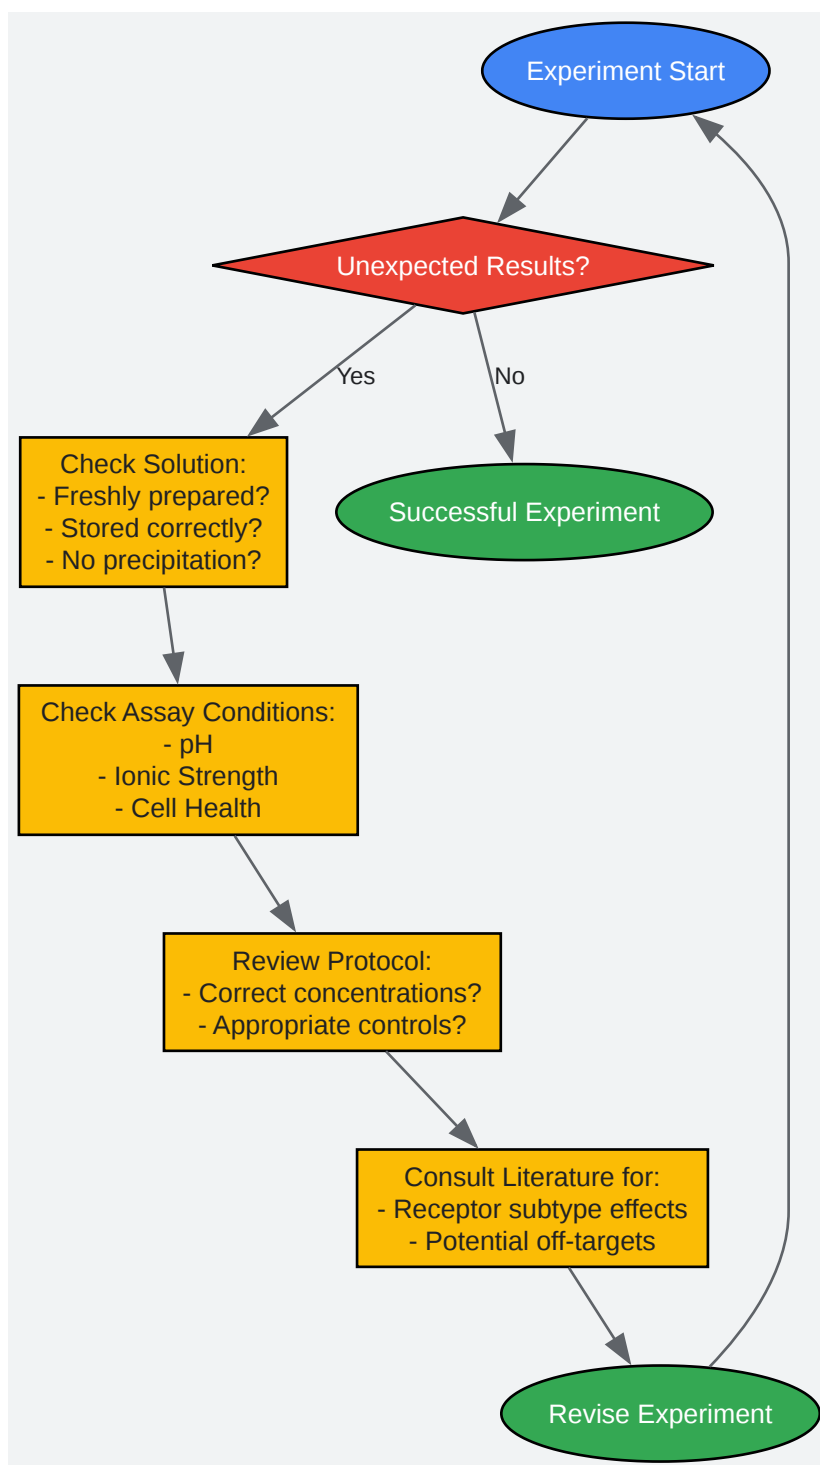 Experiment Start
Unexpected Results?
Yes
No
Check Solution:
- Freshly prepared?
- Stored correctly?
- No precipitation?
Successful Experiment
Check Assay Conditions:
- pH
- Ionic Strength
- Cell Health
Review Protocol:
- Correct concentrations?
- Appropriate controls?
Consult Literature for:
- Receptor subtype effects
- Potential off-targets
Revise Experiment